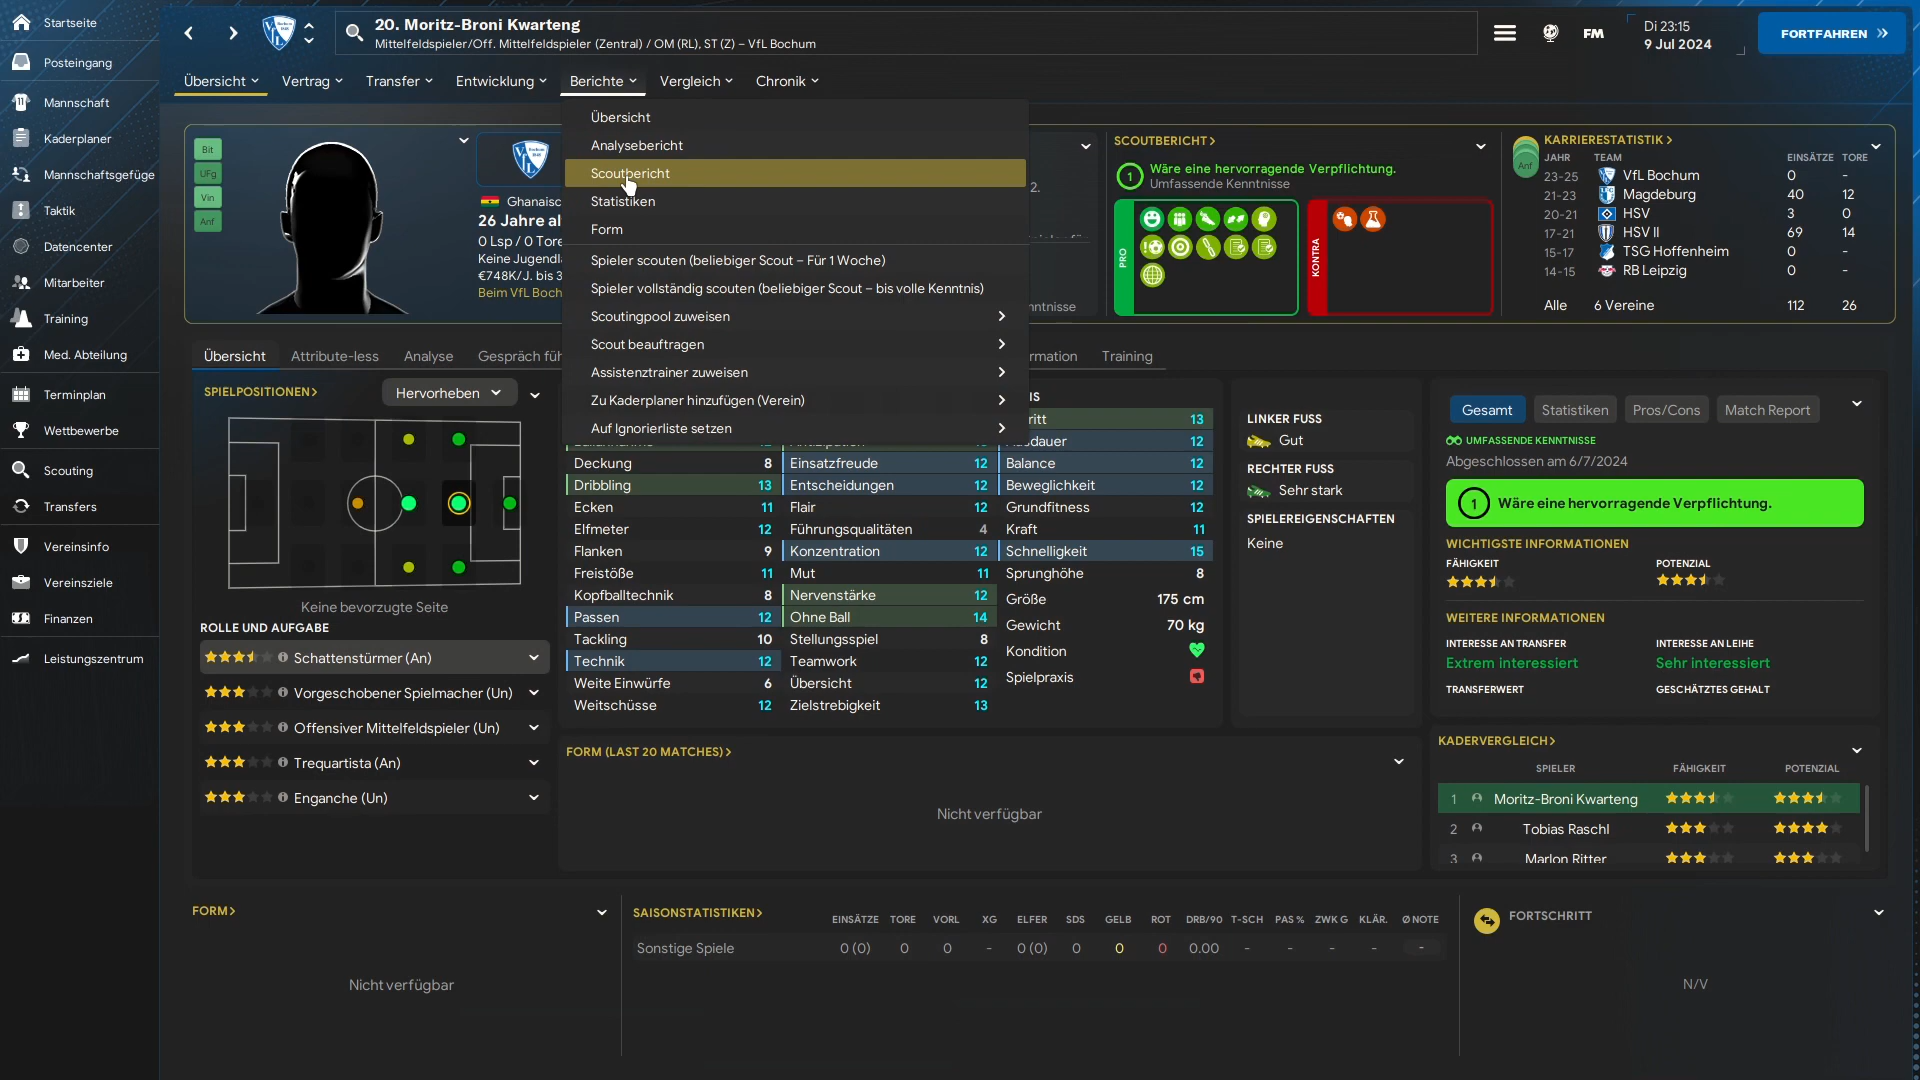 Startseite
Posteingang
Mannschaft
Kaderplaner
Mannschaftsgefüge
Taktik
Datencenter
Mitarbeiter
Training
Med. Abteilung
Terminplan
Wettbewerbe
Scouting
Transfers
Vereinsinfo
Vereinsziele
Finanzen
Leistungszentrum
20. Moritz-Broni Kwarteng
Mittelfeldspieler/Off. Mittelfeldspieler (Zentral) / OM (RL), ST (Z) – VfL Bochum
FM
Di 23:15
9 Jul 2024
FORTFAHREN
Übersicht Vertrag Transfer Entwicklung Berichte Vergleich Chronik
Übersicht
Analysebericht
Scoutbericht
Statistiken
Form
Spieler scouten (beliebiger Scout – Für 1 Woche)
Spieler vollständig scouten (beliebiger Scout – bis volle Kenntnis)
Scoutingpool zuweisen
Scout beauftragen
Assistenztrainer zuweisen
Zu Kaderplaner hinzufügen (Verein)
Auf Ignorierliste setzen
Bit
UFg
Vin
Anf
Ghanaisc
26 Jahre al
0 Lsp / 0 Tore
Keine Jugendl
€748K/J. bis 3
Beim VfL Boch
2.
nntnisse
SCOUTBERICHT>
1
Wäre eine hervorragende Verpflichtung.
Umfassende Kenntnisse
PRO
KONTRA
Anf
KARRIERESTATISTIK>
JAHR TEAM EINSÄTZE TORE
23-25 VfL Bochum 0 -
21-23 Magdeburg 40 12
20-21 HSV 3 0
17-21 HSV II 69 14
15-17 TSG Hoffenheim 0 -
14-15 RB Leipzig 0 -
Alle 6 Vereine 112 26
Übersicht Attribute-less Analyse Gespräch füh rmation Training
SPIELPOSITIONEN>
Hervorheben
Keine bevorzugte Seite
ROLLE UND AUFGABE
Schattenstürmer (An)
Vorgeschobener Spielmacher (Un)
Offensiver Mittelfeldspieler (Un)
Trequartista (An)
Enganche (Un)
IS
ritt 13
dauer 12
Deckung 8 Einsatzfreude 12 Balance 12
Dribbling 13 Entscheidungen 12 Beweglichkeit 12
Ecken 11 Flair 12 Grundfitness 12
Elfmeter 12 Führungsqualitäten 4 Kraft 11
Flanken 9 Konzentration 12 Schnelligkeit 15
Freistöße 11 Mut 11 Sprunghöhe 8
Kopfballtechnik 8 Nervenstärke 12 Größe 175 cm
Passen 12 Ohne Ball 14 Gewicht 70 kg
Tackling 10 Stellungsspiel 8 Kondition
Technik 12 Teamwork 12 Spielpraxis
Weite Einwürfe 6 Übersicht 12
Weitschüsse 12 Zielstrebigkeit 13
LINKER FUSS
Gut
RECHTER FUSS
Sehr stark
SPIELEREIGENSCHAFTEN
Keine
Gesamt Statistiken Pros/Cons Match Report
UMFASSENDE KENNTNISSE
Abgeschlossen am 6/7/2024
1 Wäre eine hervorragende Verpflichtung.
WICHTIGSTE INFORMATIONEN
FÄHIGKEIT POTENZIAL
WEITERE INFORMATIONEN
INTERESSE AN TRANSFER INTERESSE AN LEIHE
Extrem interessiert Sehr interessiert
TRANSFERWERT GESCHÄTZTES GEHALT
FORM (LAST 20 MATCHES)>
Nicht verfügbar
KADERVERGLEICH>
SPIELER FÄHIGKEIT POTENZIAL
1 Moritz-Broni Kwarteng
2 Tobias Raschl
3 Marlon Ritter
FORM>
Nicht verfügbar
SAISONSTATISTIKEN>
EINSÄTZE TORE VORL XG ELFER SDS GELB ROT DRB/90 T-SCH PAS % ZWK G KLÄR. Ø NOTE
Sonstige Spiele 0 (0) 0 0 - 0 (0) 0 0 0 0.00 - - - - -
FORTSCHRITT
N/V